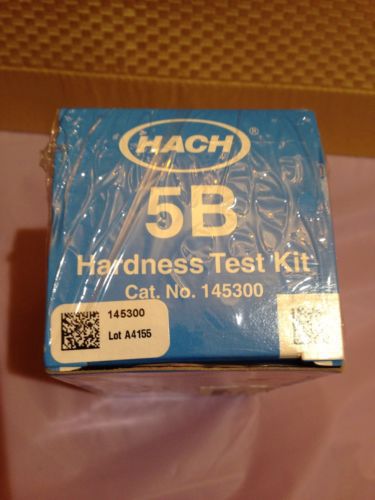 HACH®
5B
Hardness Test Kit
Cat. No. 145300
145300
Lot A4155